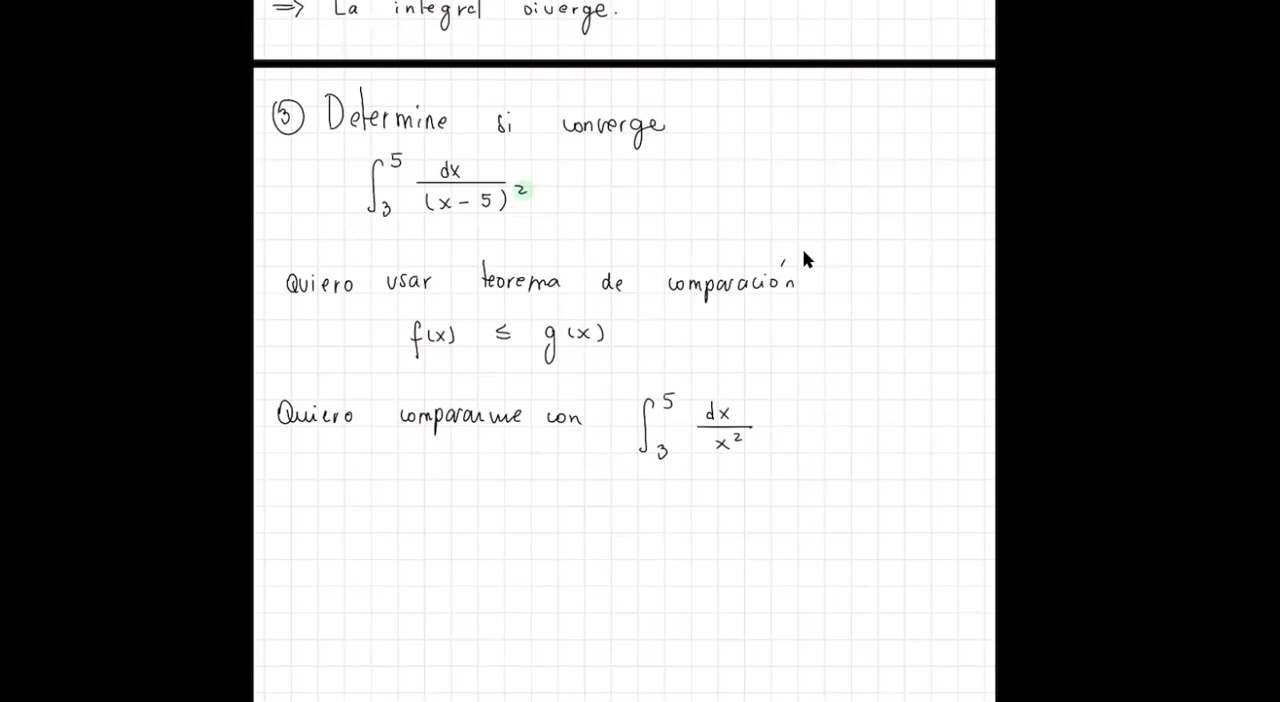 => La integral diverge.
③ Determine si converge
∫₃⁵ dx / (x - 5)²
Quiero usar teorema de comparación
f(x) ≤ g(x)
Quiero compararme con ∫₃⁵ dx / x²